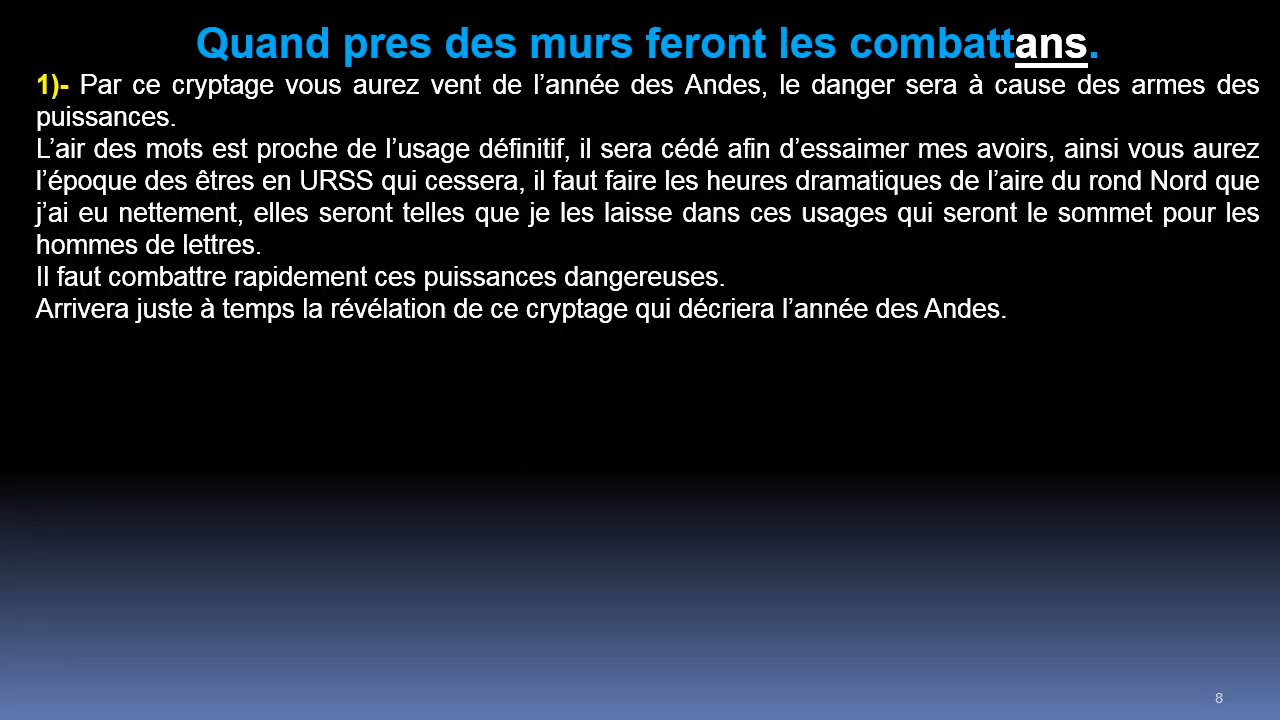 Quand pres des murs feront les combattans.
1)- Par ce cryptage vous aurez vent de l’année des Andes, le danger sera à cause des armes des
puissances.
L’air des mots est proche de l’usage définitif, il sera cédé afin d’essaimer mes avoirs, ainsi vous aurez
l’époque des êtres en URSS qui cessera, il faut faire les heures dramatiques de l’aire du rond Nord que
j’ai eu nettement, elles seront telles que je les laisse dans ces usages qui seront le sommet pour les
hommes de lettres.
Il faut combattre rapidement ces puissances dangereuses.
Arrivera juste à temps la révélation de ce cryptage qui décriera l’année des Andes.
8